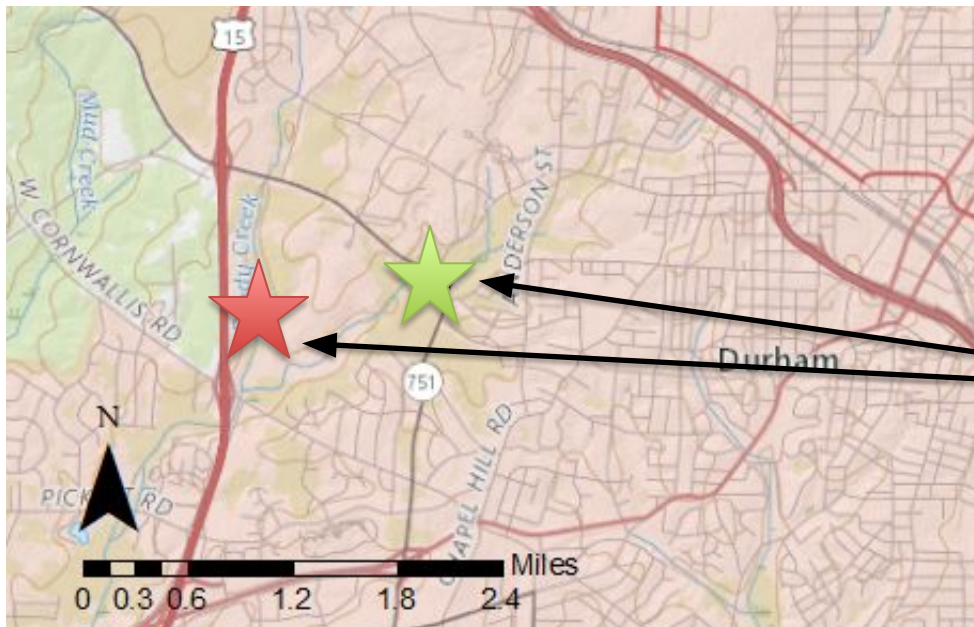 15
Mud Creek
W CORNWALLIS RD
Creek
ANDERSON ST
Durham
751
N
CHAPEL HILL RD
RD
Miles
0 0.3 0.6 1.2 1.8 2.4